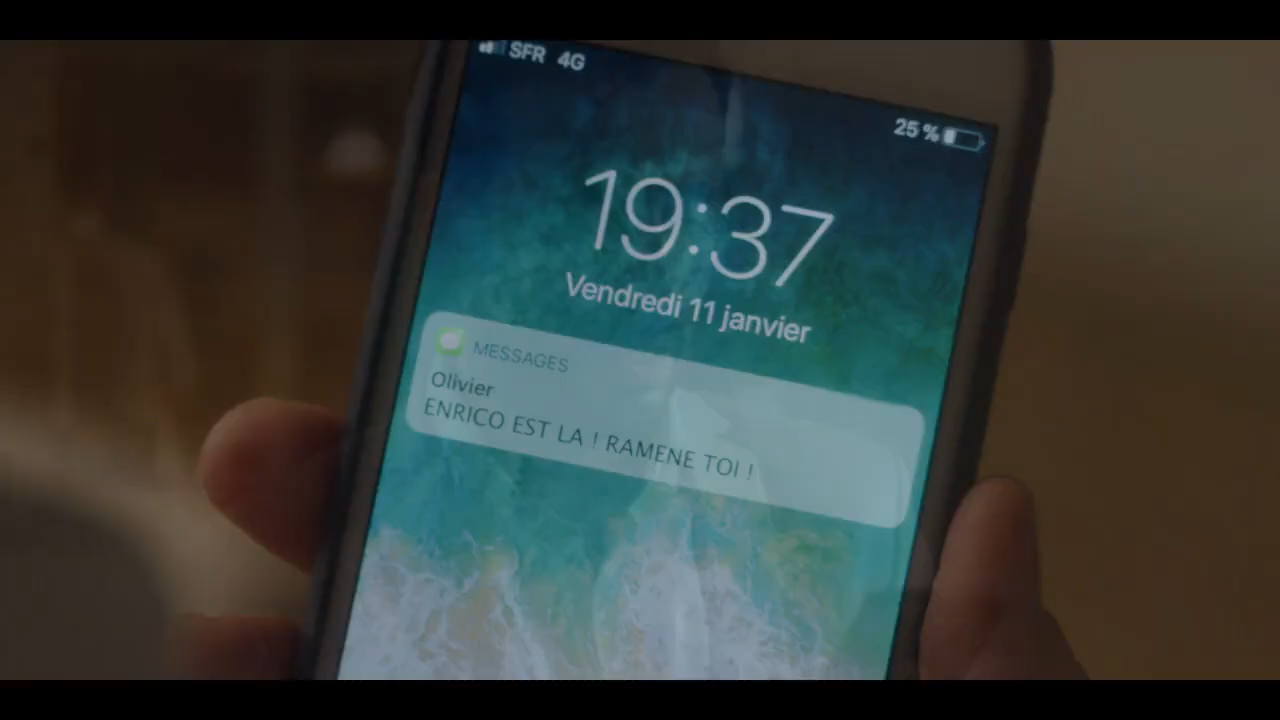 SFR 4G
25 %
19:37
Vendredi 11 janvier
MESSAGES
Olivier
ENRICO EST LA ! RAMENE TOI !